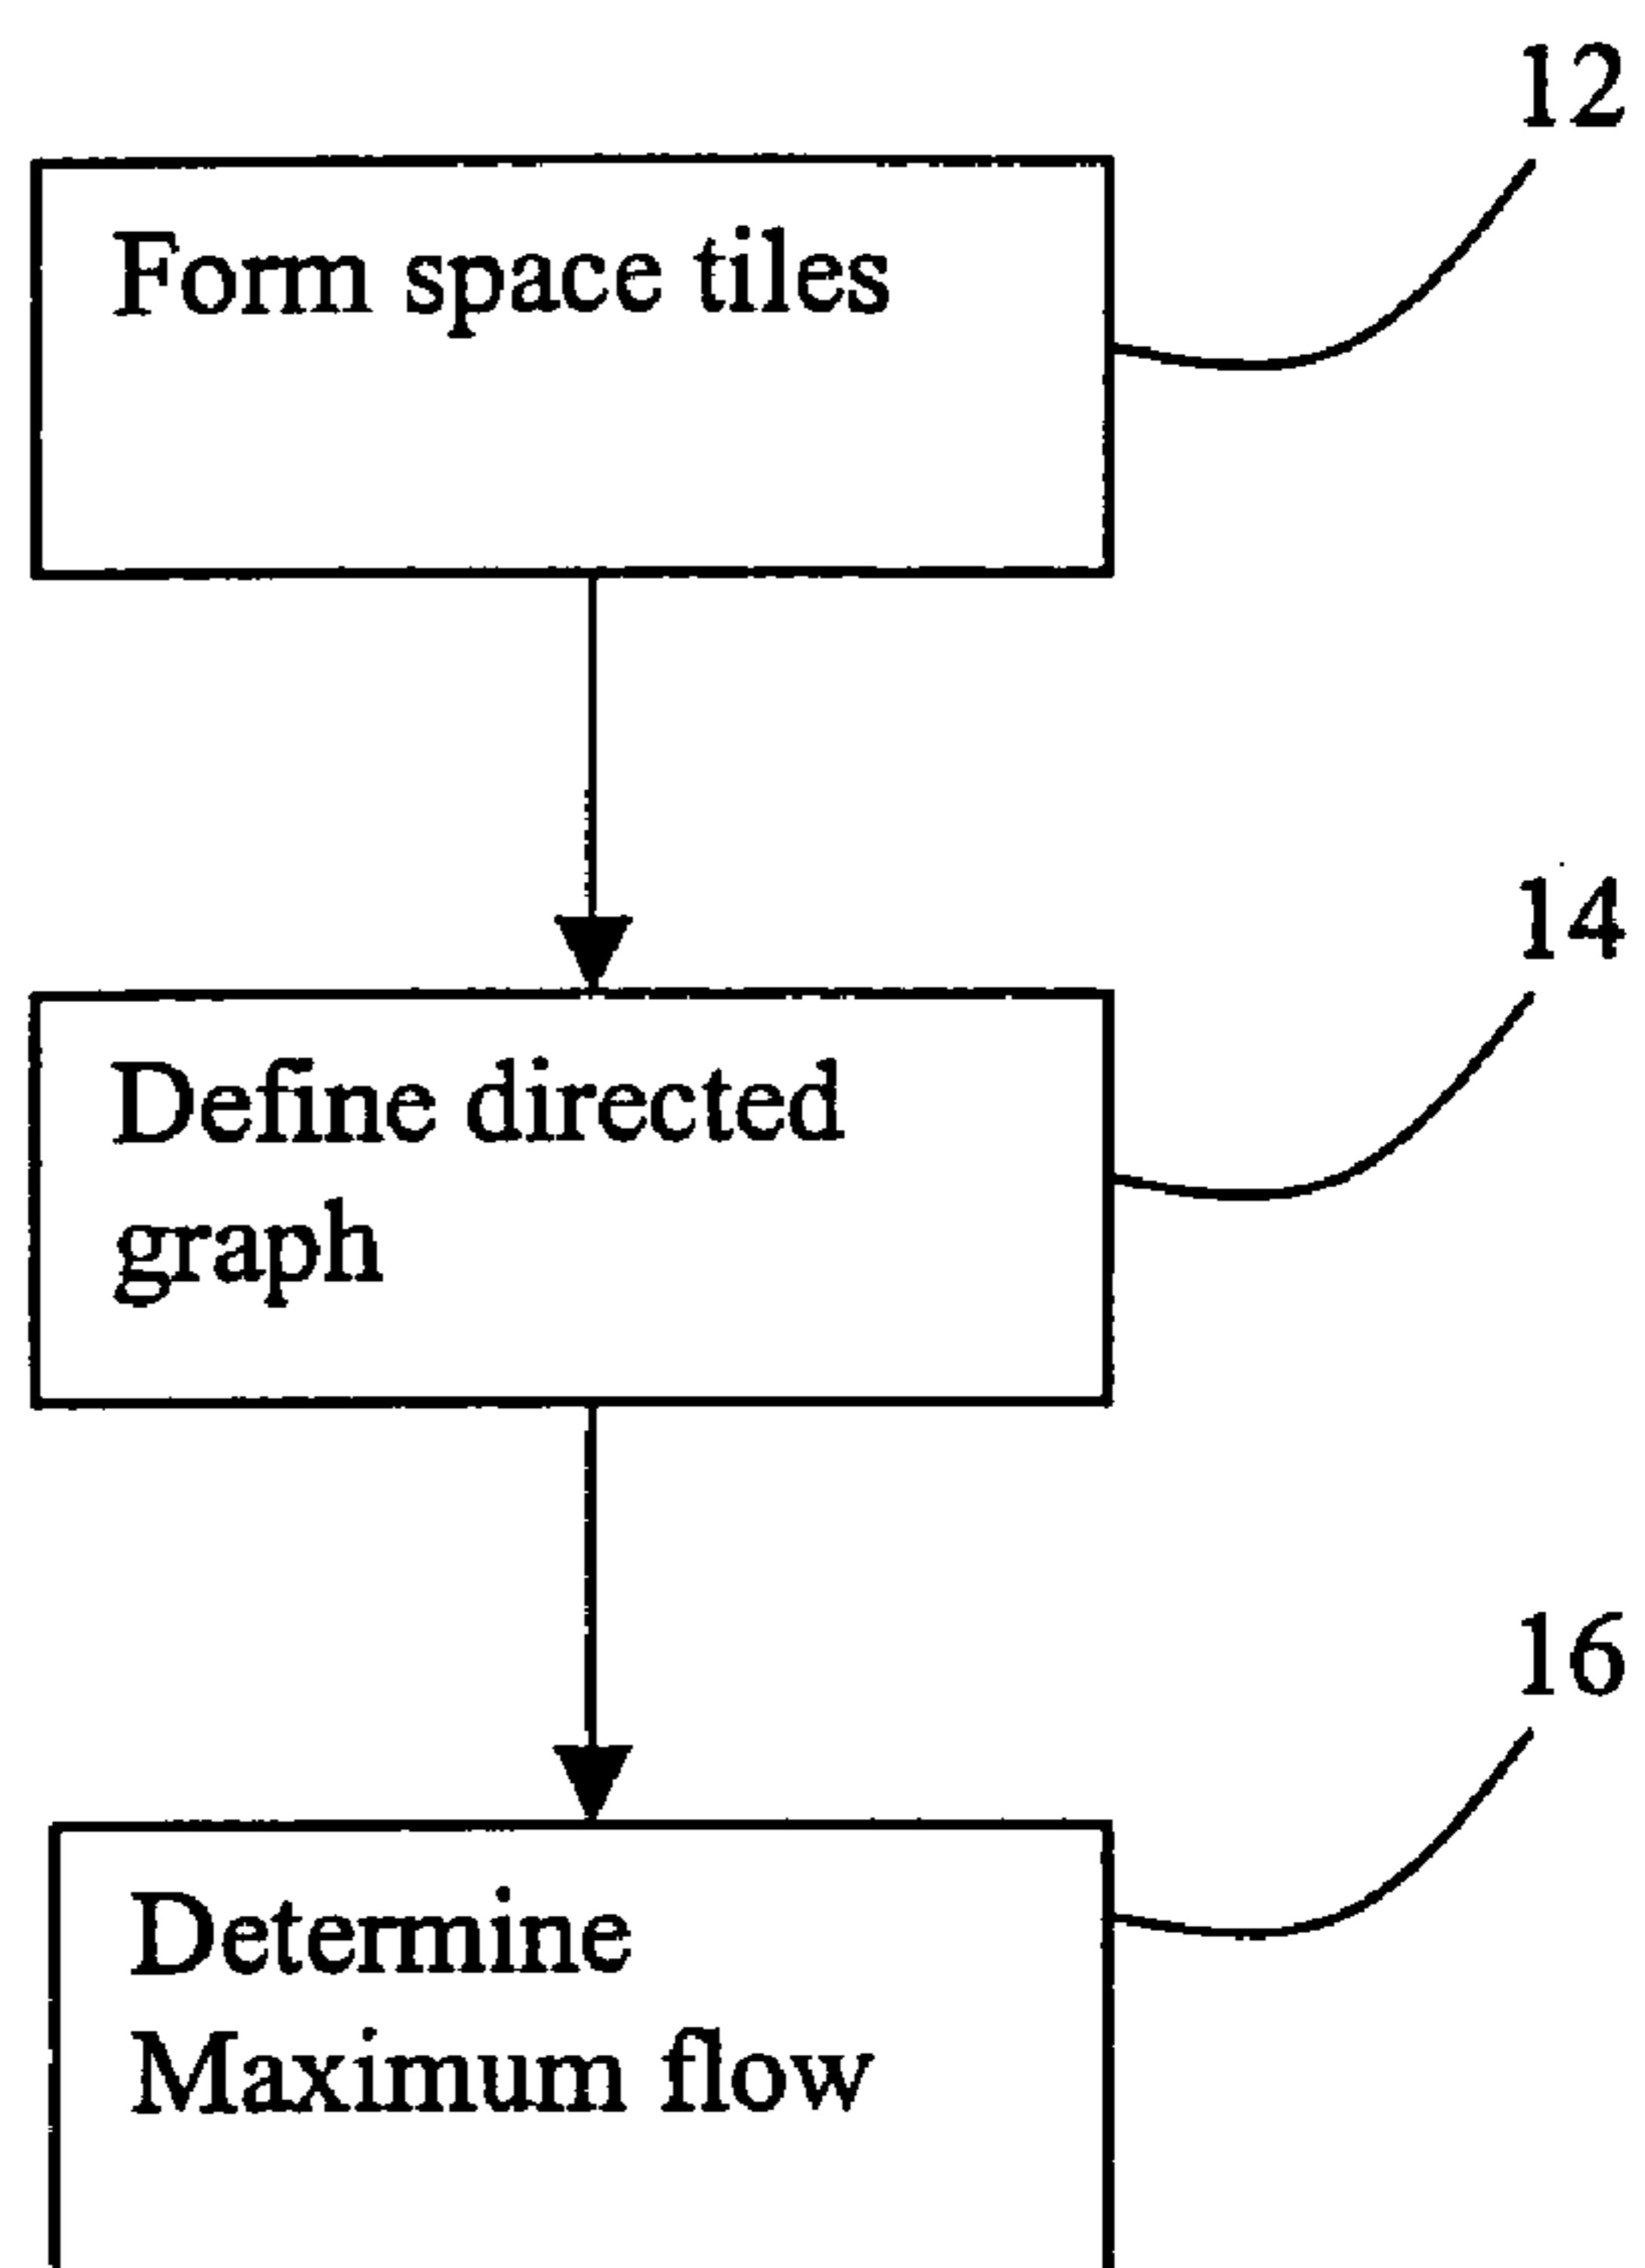 12
Form space tiles
14
Define directed
graph
16
Determine
Maximum flow